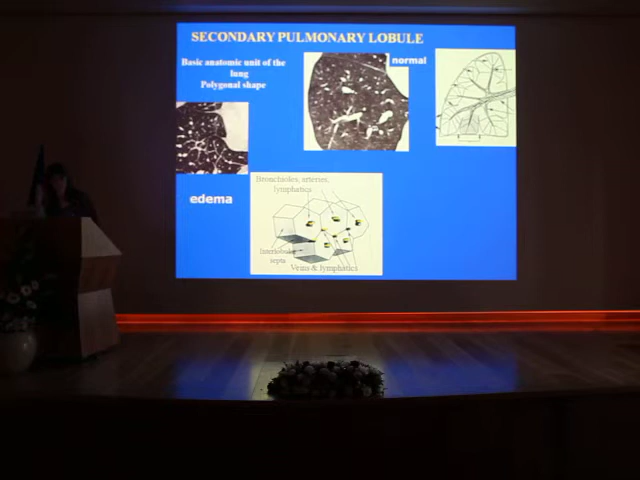 SECONDARY PULMONARY LOBULE
Basic anatomic unit of the
lung
Polygonal shape
normal
edema
Bronchioles, arteries,
lymphatics
Interlobular
septa
Veins & lymphatics